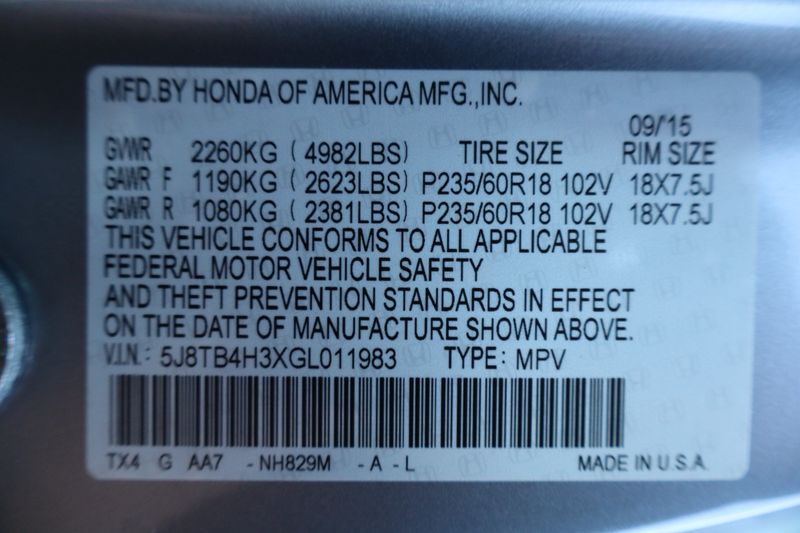 MFD.BY HONDA OF AMERICA MFG.,INC.
09/15
GVWR 2260KG ( 4982LBS) TIRE SIZE RIM SIZE
GAWR F 1190KG ( 2623LBS) P235/60R18 102V 18X7.5J
GAWR R 1080KG ( 2381LBS) P235/60R18 102V 18X7.5J
THIS VEHICLE CONFORMS TO ALL APPLICABLE
FEDERAL MOTOR VEHICLE SAFETY
AND THEFT PREVENTION STANDARDS IN EFFECT
ON THE DATE OF MANUFACTURE SHOWN ABOVE.
V.I.N: 5J8TB4H3XGL011983 TYPE: MPV
TX4 G AA7 -NH829M -A -L MADE IN U.S.A.